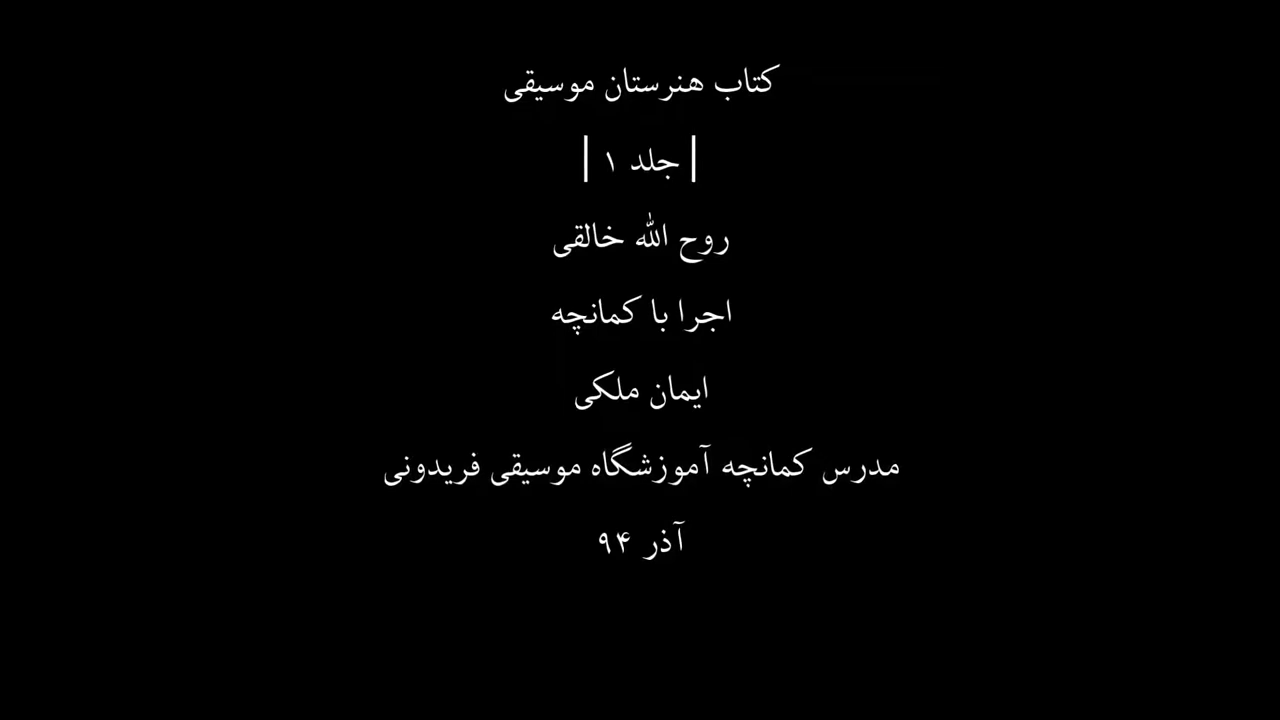 کتاب هنرستان موسیقی
| جلد ۱ |
روح الله خالقی
اجرا با کمانچه
ایمان ملکی
مدرس کمانچه آموزشگاه موسیقی فریدونی
آذر ۹۴